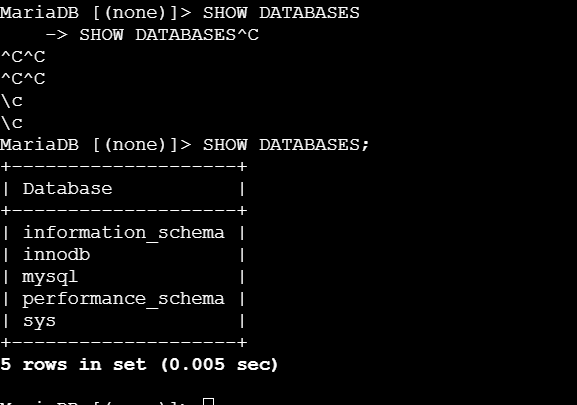 MariaDB [(none)]> SHOW DATABASES
    -> SHOW DATABASES^C
^C^C
^C^C
\c
\c
MariaDB [(none)]> SHOW DATABASES;
+--------------------+
| Database           |
+--------------------+
| information_schema |
| innodb             |
| mysql              |
| performance_schema |
| sys                |
+--------------------+
5 rows in set (0.005 sec)
MariaDB [(none)]>